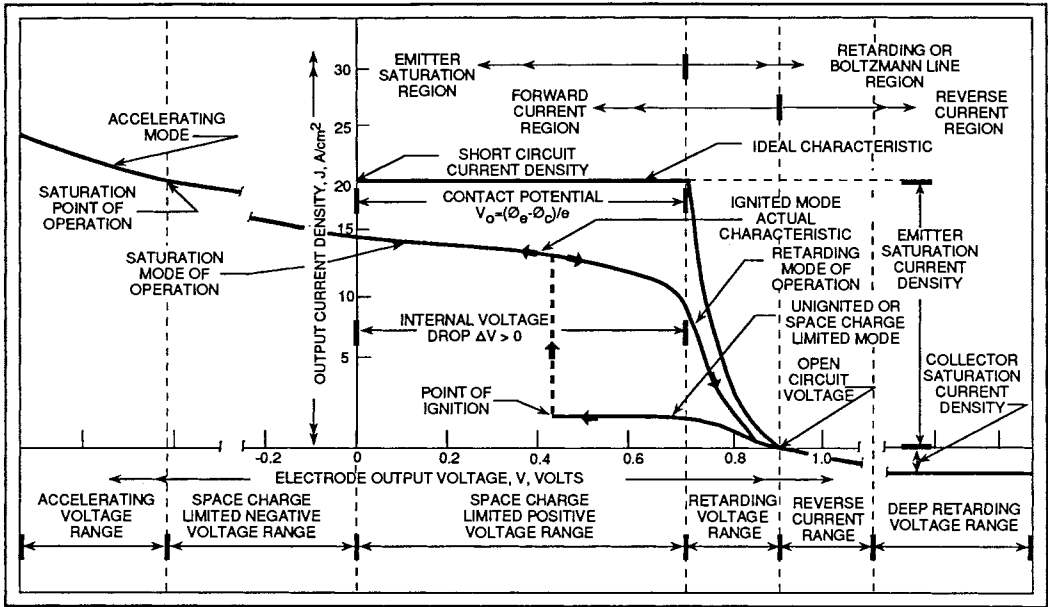 EMITTER
SATURATION
REGION
RETARDING OR
BOLTZMANN LINE
REGION
FORWARD
CURRENT
REGION
REVERSE
CURRENT
REGION
ACCELERATING
MODE
SHORT CIRCUIT
CURRENT DENSITY
IDEAL CHARACTERISTIC
SATURATION
POINT OF
OPERATION
CONTACT POTENTIAL
Vo=(Øe-Øc)/e
IGNITED MODE
ACTUAL
CHARACTERISTIC
EMITTER
SATURATION
CURRENT
DENSITY
SATURATION
MODE OF
OPERATION
RETARDING
MODE OF
OPERATION
INTERNAL VOLTAGE
DROP ΔV > 0
UNIGNITED OR
SPACE CHARGE
LIMITED MODE
POINT OF
IGNITION
OPEN
CIRCUIT
VOLTAGE
COLLECTOR
SATURATION
CURRENT
DENSITY
OUTPUT CURRENT DENSITY, J, A/cm2
30
25
20
15
10
5
-0.2
0
0.2
0.4
0.6
0.8
1.0
ELECTRODE OUTPUT VOLTAGE, V, VOLTS
ACCELERATING
VOLTAGE
RANGE
SPACE CHARGE
LIMITED NEGATIVE
VOLTAGE RANGE
SPACE CHARGE
LIMITED POSITIVE
VOLTAGE RANGE
RETARDING
VOLTAGE
RANGE
REVERSE
CURRENT
RANGE
DEEP RETARDING
VOLTAGE RANGE